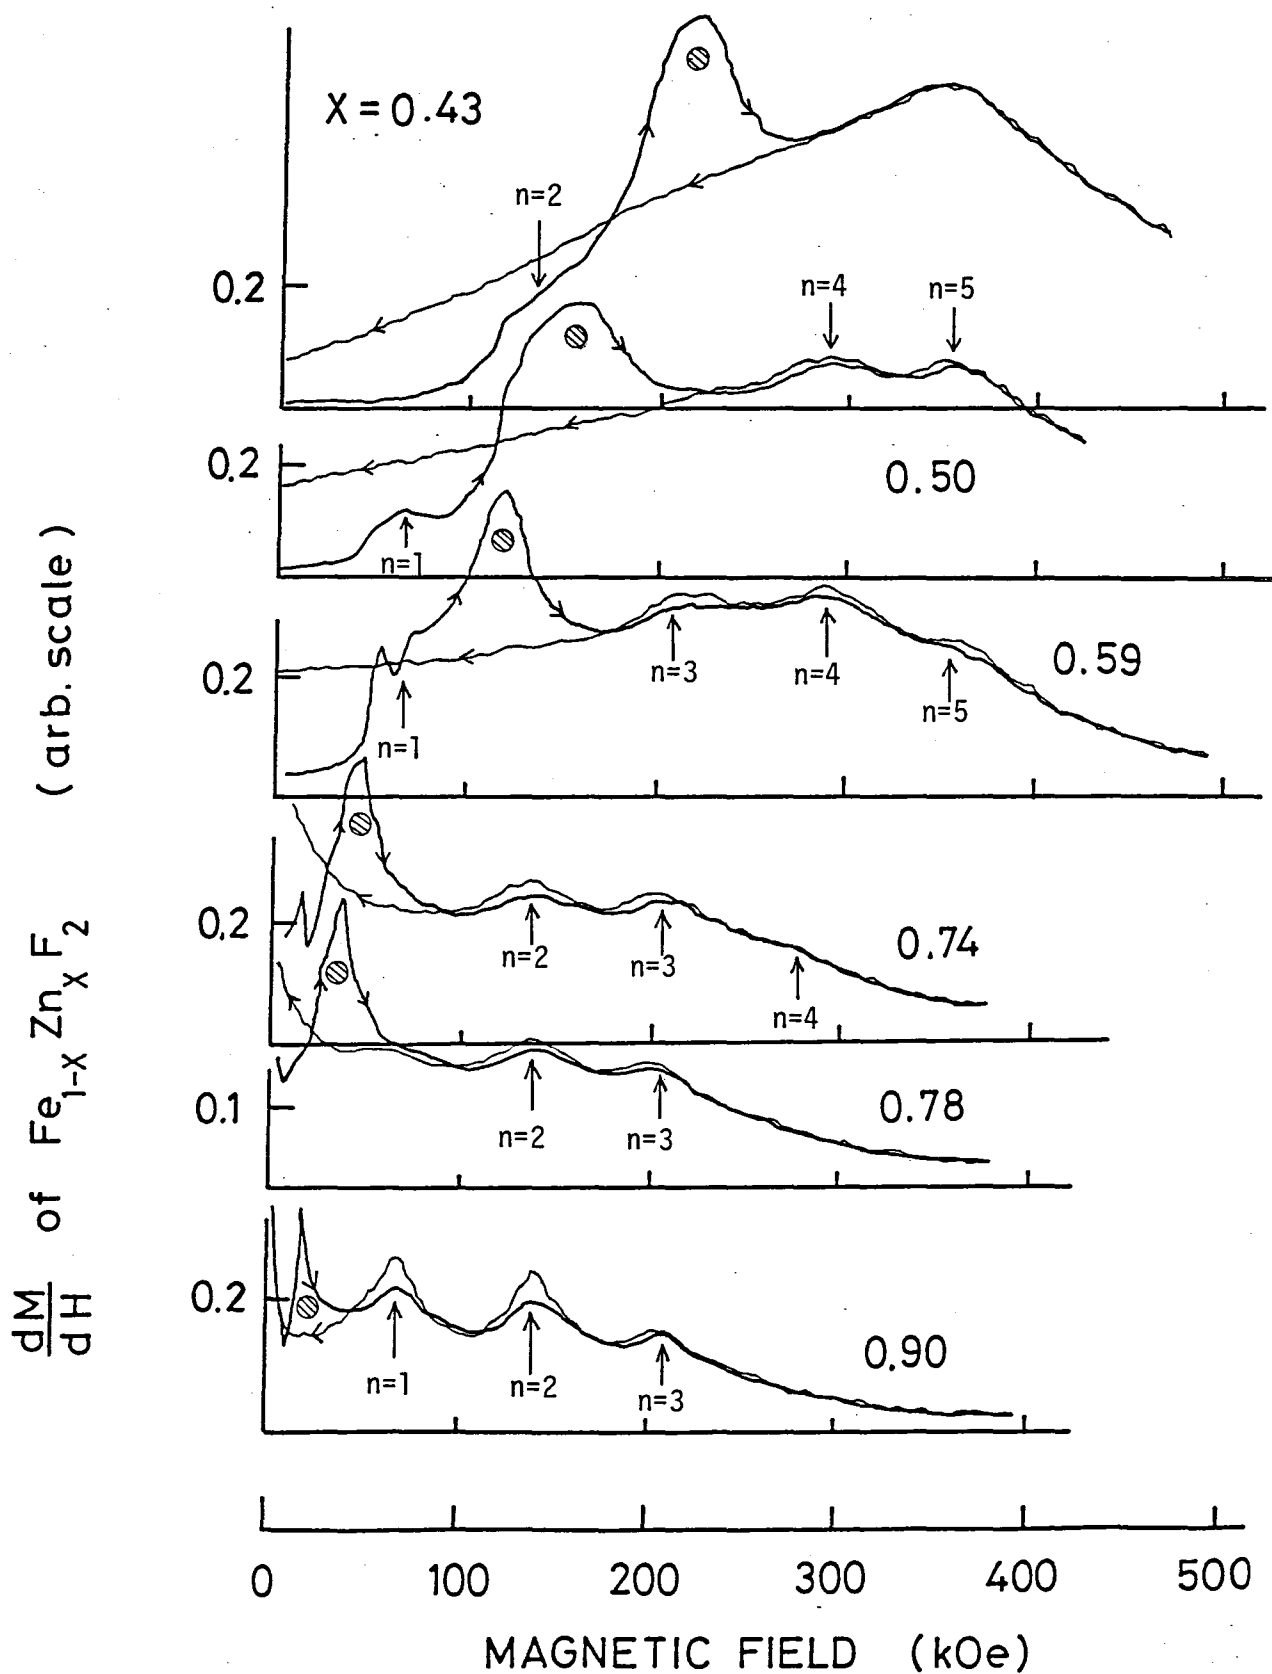 X = 0.43
n=2
0.2
n=4
n=5
0.2
0.50
n=1
0.2
n=3
n=4
0.59
n=5
n=1
0.2
n=2
n=3
0.74
n=4
0.1
n=2
n=3
0.78
0.2
n=1
n=2
n=3
0.90
0
100
200
300
400
500
MAGNETIC FIELD (kOe)
dM/dH of Fe1-XZnXF2 (arb. scale)